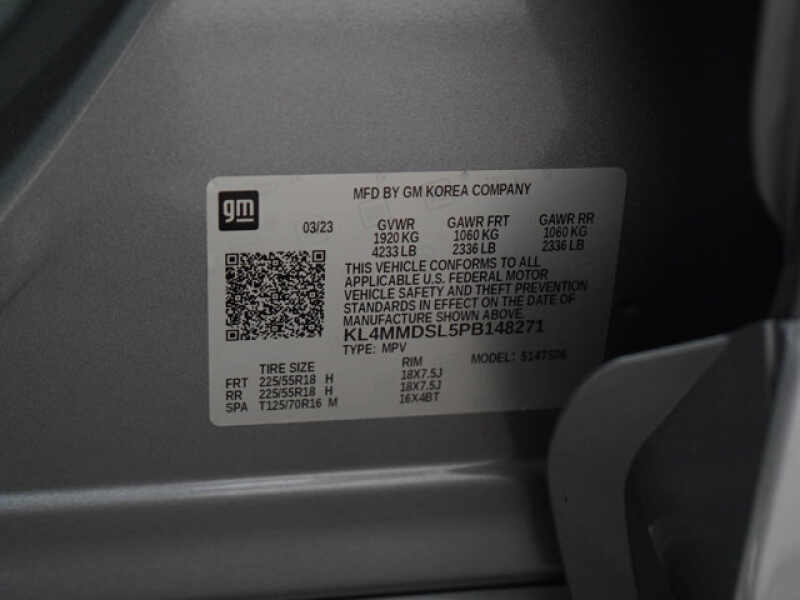 gm
MFD BY GM KOREA COMPANY
03/23 GVWR GAWR FRT GAWR RR
1920 KG 1060 KG 1060 KG
4233 LB 2336 LB 2336 LB
THIS VEHICLE CONFORMS TO ALL
APPLICABLE U.S. FEDERAL MOTOR
VEHICLE SAFETY AND THEFT PREVENTION
STANDARDS IN EFFECT ON THE DATE OF
MANUFACTURE SHOWN ABOVE.
KL4MMDSL5PB148271
TYPE: MPV MODEL:
TIRE SIZE RIM
FRT 225/55R18 H 18X7.5J
RR 225/55R18 H 18X7.5J
SPA T125/70R16 M 16X4BT